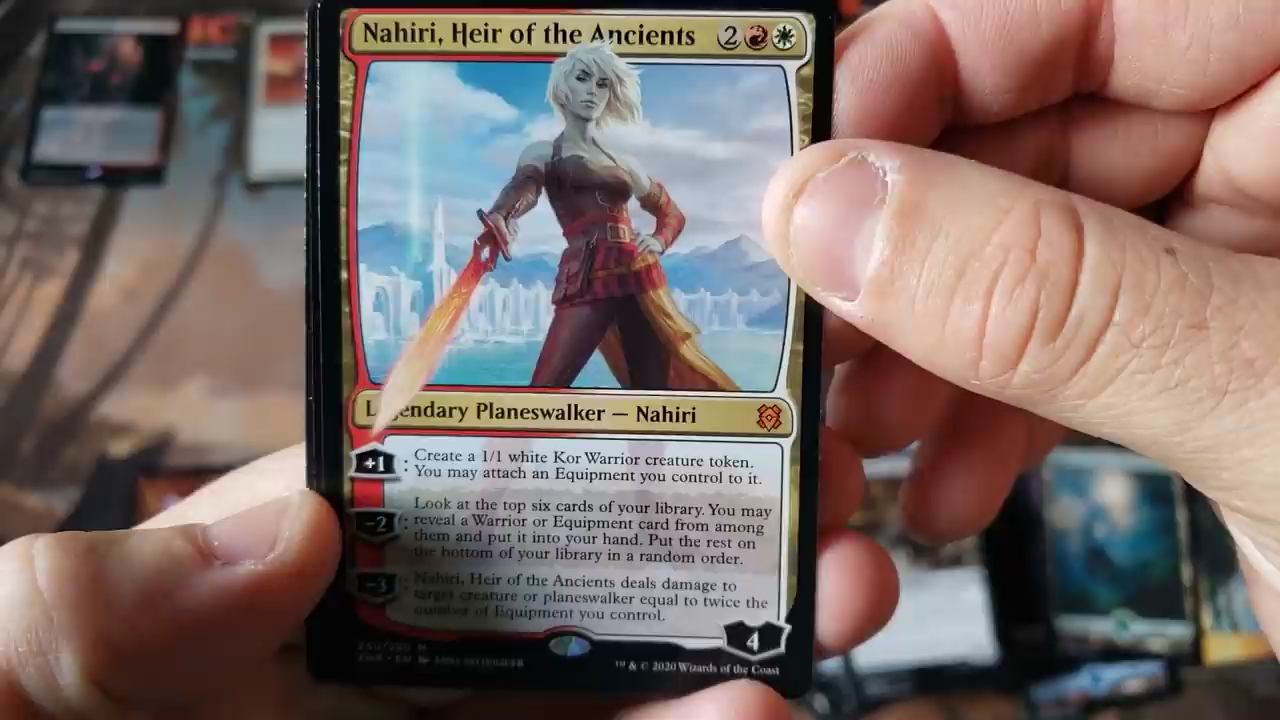 Nahiri, Heir of the Ancients 2
Legendary Planeswalker — Nahiri
+1 : Create a 1/1 white Kor Warrior creature token.
You may attach an Equipment you control to it.
−2 : Look at the top six cards of your library. You may
reveal a Warrior or Equipment card from among
them and put it into your hand. Put the rest on
the bottom of your library in a random order.
−3 : Nahiri, Heir of the Ancients deals damage to
target creature or planeswalker equal to twice the
number of Equipment you control.
4
™ & © 2020 Wizards of the Coast